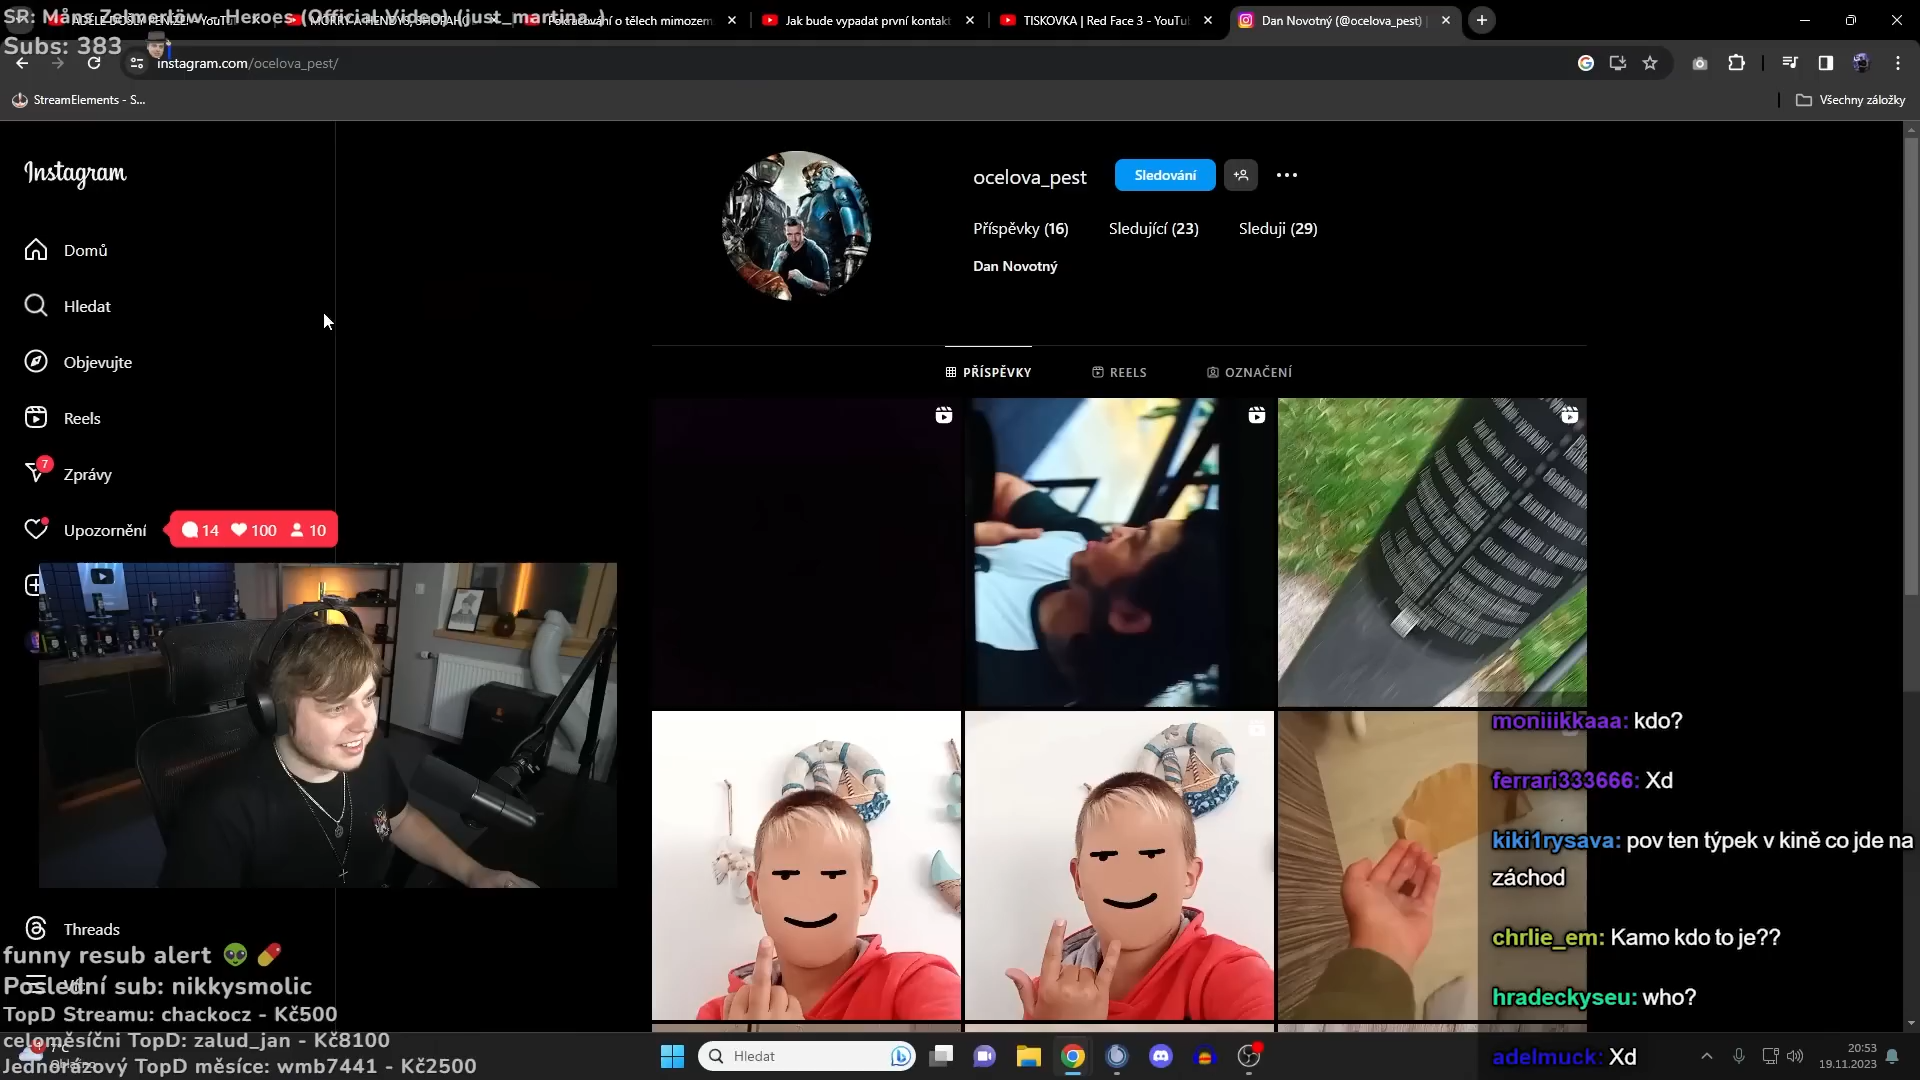 SR: Måns Zelmerlöw - Heroes (Official Video) (just_martina_)
Subs: 383
Pokračování o tělech mimozem
Jak bude vypadat první kontakt
TISKOVKA | Red Face 3 - YouTu
Dan Novotný (@ocelova_pest)
instagram.com/ocelova_pest/
StreamElements - S...
Všechny záložky
Instagram
ocelova_pest
Sledování
Příspěvky (16)
Sledující (23)
Sleduji (29)
Dan Novotný
Domů
Hledat
Objevujte
Reels
7
Zprávy
Upozornění
14
100
10
PŘÍSPĚVKY
REELS
OZNAČENÍ
moniiikkaaa: kdo?
ferrari333666: Xd
kiki1rysava: pov ten týpek v kině co jde na
záchod
chrlie_em: Kamo kdo to je??
hradeckyseu: who?
adelmuck: Xd
Threads
funny resub alert
Poslední sub: nikkysmolic
TopD Streamu: chackocz - Kč500
celoměsíčni TopD: zalud_jan - Kč8100
Jednorázový TopD měsíce: wmb7441 - Kč2500
Hledat
20:53
19.11.2023